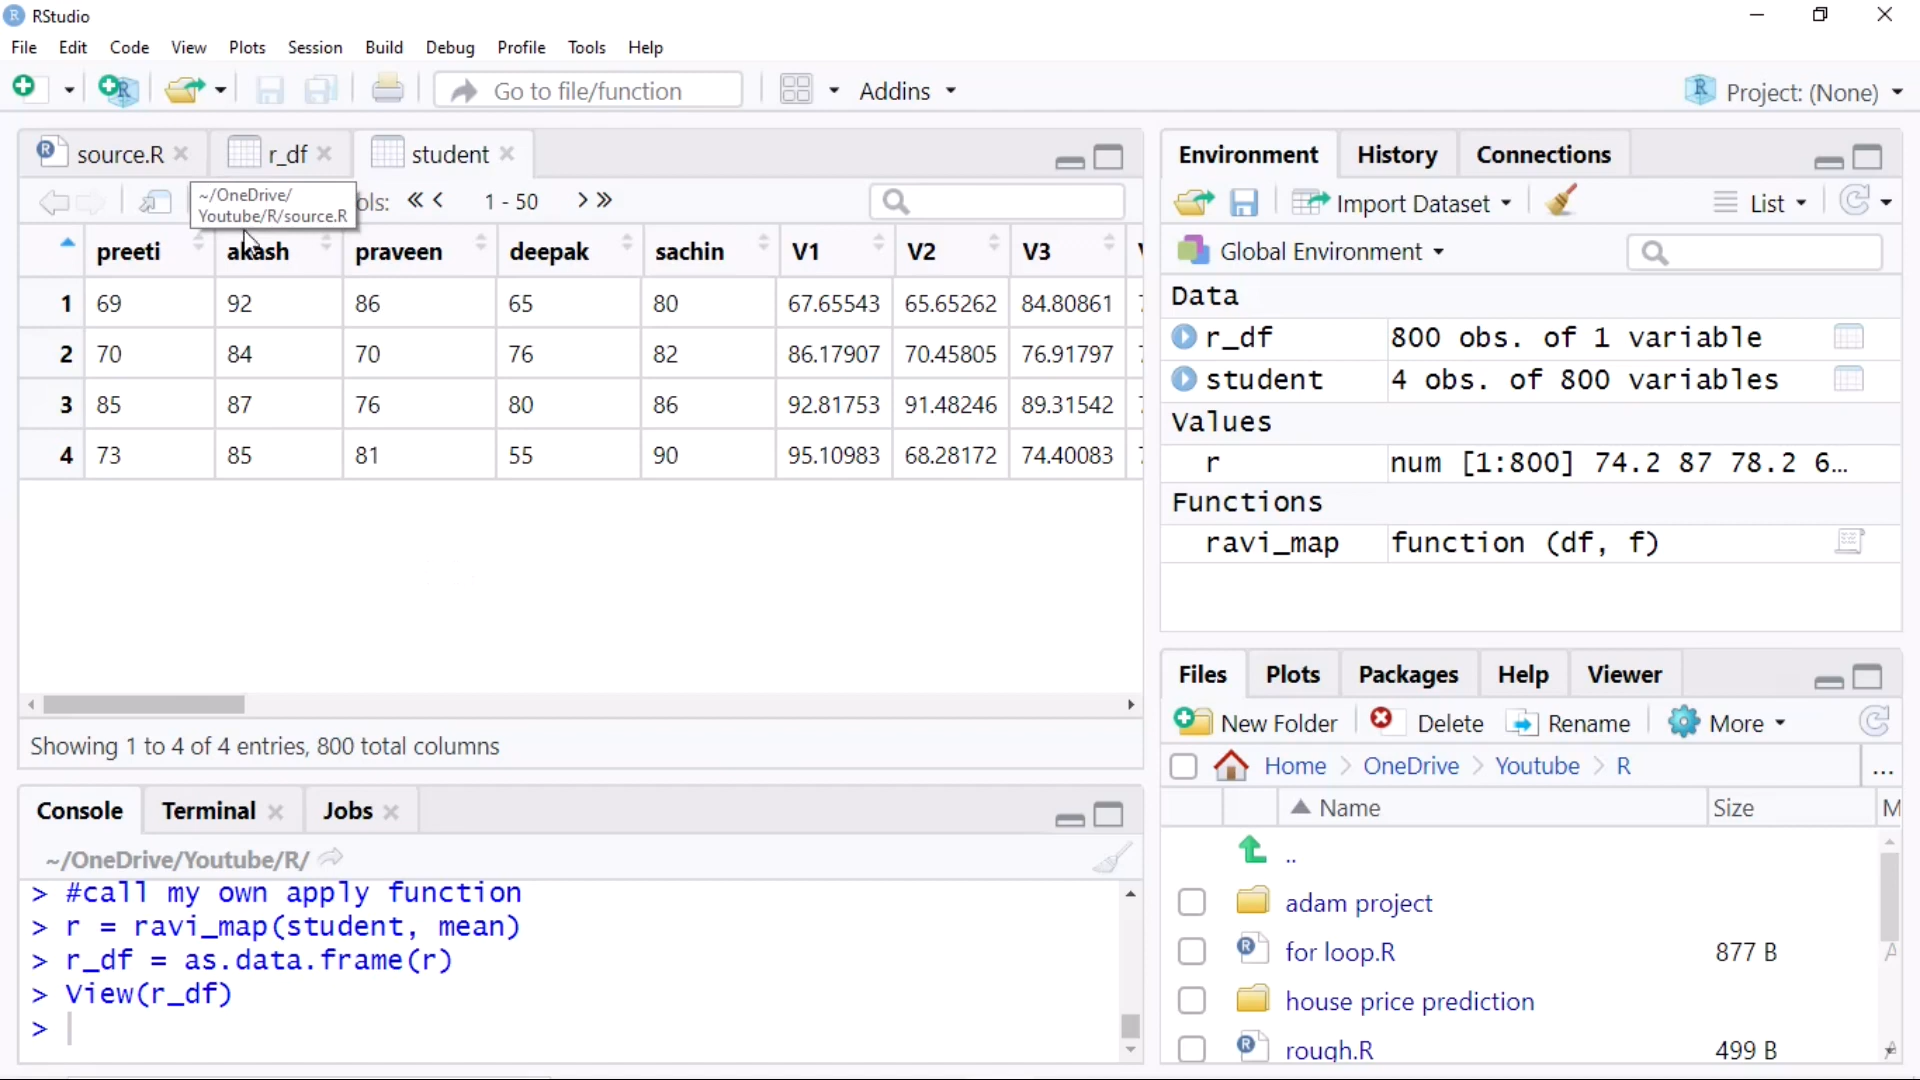 RStudio
File Edit Code View Plots Session Build Debug Profile Tools Help
Go to file/function Addins Project: (None)
source.R r_df student
~/OneDrive/
Youtube/R/source.R
ols: 1 - 50
preeti akash praveen deepak sachin V1 V2 V3
1 69 92 86 65 80 67.65543 65.65262 84.80861
2 70 84 70 76 82 86.17907 70.45805 76.91797
3 85 87 76 80 86 92.81753 91.48246 89.31542
4 73 85 81 55 90 95.10983 68.28172 74.40083
Showing 1 to 4 of 4 entries, 800 total columns
Console Terminal Jobs
~/OneDrive/Youtube/R/
> #call my own apply function
> r = ravi_map(student, mean)
> r_df = as.data.frame(r)
> View(r_df)
>
Environment History Connections
Import Dataset List
Global Environment
Data
r_df 800 obs. of 1 variable
student 4 obs. of 800 variables
Values
r num [1:800] 74.2 87 78.2 6…
Functions
ravi_map function (df, f)
Files Plots Packages Help Viewer
New Folder Delete Rename More
Home > OneDrive > Youtube > R ...
Name Size M
..
adam project
for loop.R 877 B
house price prediction
rough.R 499 B